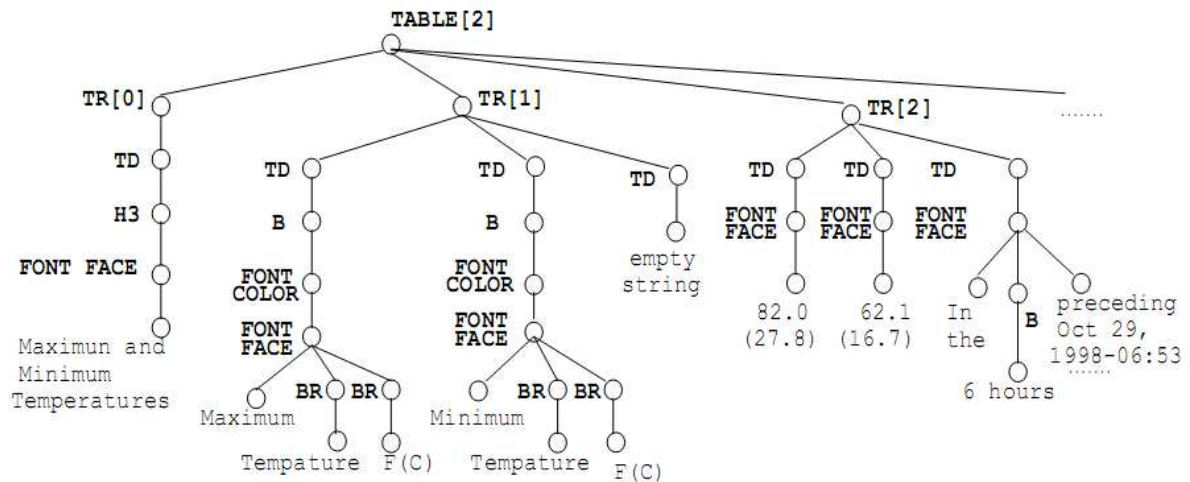 TABLE[2]
TR[0]
TR[1]
TR[2]
.......
TD
TD
TD
TD
TD
TD
TD
H3
B
B
FONT
FACE
FONT
FACE
FONT
FACE
FONT FACE
FONT
COLOR
FONT
COLOR
empty
string
FONT
FACE
FONT
FACE
82.0
(27.8)
62.1
(16.7)
In
the
B
preceding
Oct 29,
1998-06:53
.......
Maximun and
Minimum
Temperatures
BR
BR
BR
BR
6 hours
Maximum
Minimum
Tempature
F(C)
Tempature
F(C)